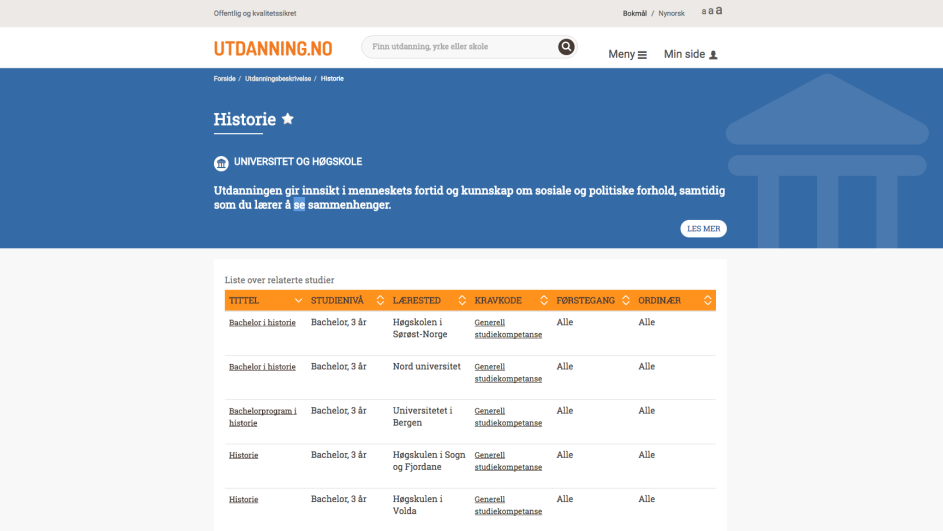 Offentlig og kvalitetssikret
Bokmål / Nynorsk
a a a
UTDANNING.NO
Finn utdanning, yrke eller skole
Meny
Min side
Forside / Utdanningsbeskrivelse / Historie
Historie
UNIVERSITET OG HØGSKOLE
Utdanningen gir innsikt i menneskets fortid og kunnskap om sosiale og politiske forhold, samtidig
som du lærer å se sammenhenger.
LES MER
Liste over relaterte studier
TITTEL STUDIENIVÅ LÆRESTED KRAVKODE FØRSTEGANG ORDINÆR
Bachelor i historie Bachelor, 3 år Høgskolen i Generell Alle Alle
Sørøst-Norge studiekompetanse
Bachelor i historie Bachelor, 3 år Nord universitet Generell Alle Alle
studiekompetanse
Bachelorprogram i Bachelor, 3 år Universitetet i Generell Alle Alle
historie Bergen studiekompetanse
Historie Bachelor, 3 år Høgskulen i Sogn Generell Alle Alle
og Fjordane studiekompetanse
Historie Bachelor, 3 år Høgskulen i Generell Alle Alle
Volda studiekompetanse